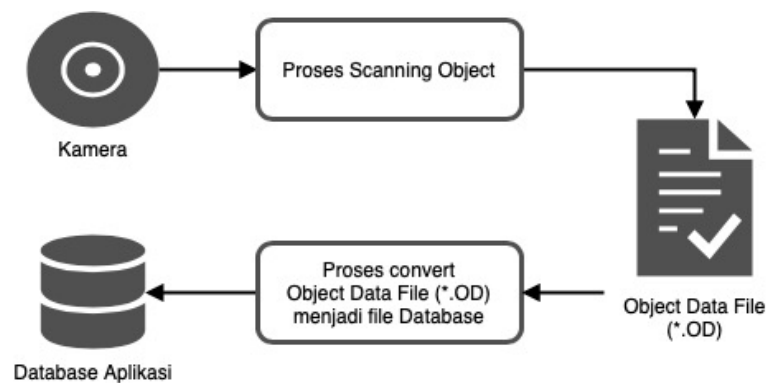 Proses Scanning Object
Kamera
Proses convert
Object Data File (*.OD)
menjadi file Database
Object Data File
(*.OD)
Database Aplikasi